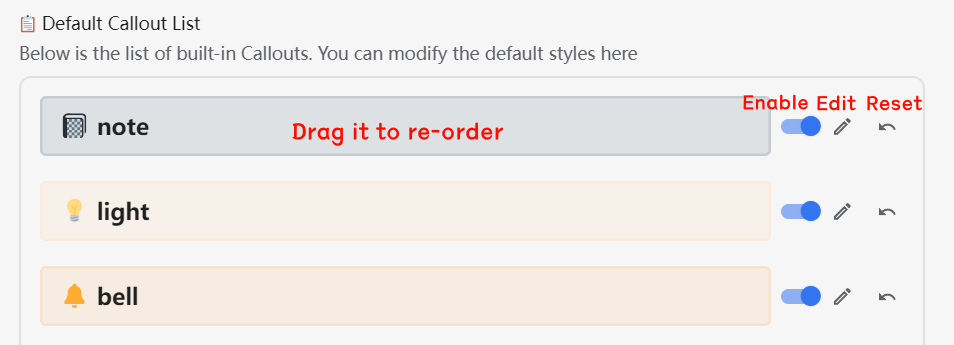 Default Callout List
Below is the list of built-in Callouts. You can modify the default styles here
Enable Edit Reset
note
Drag it to re-order
light
bell